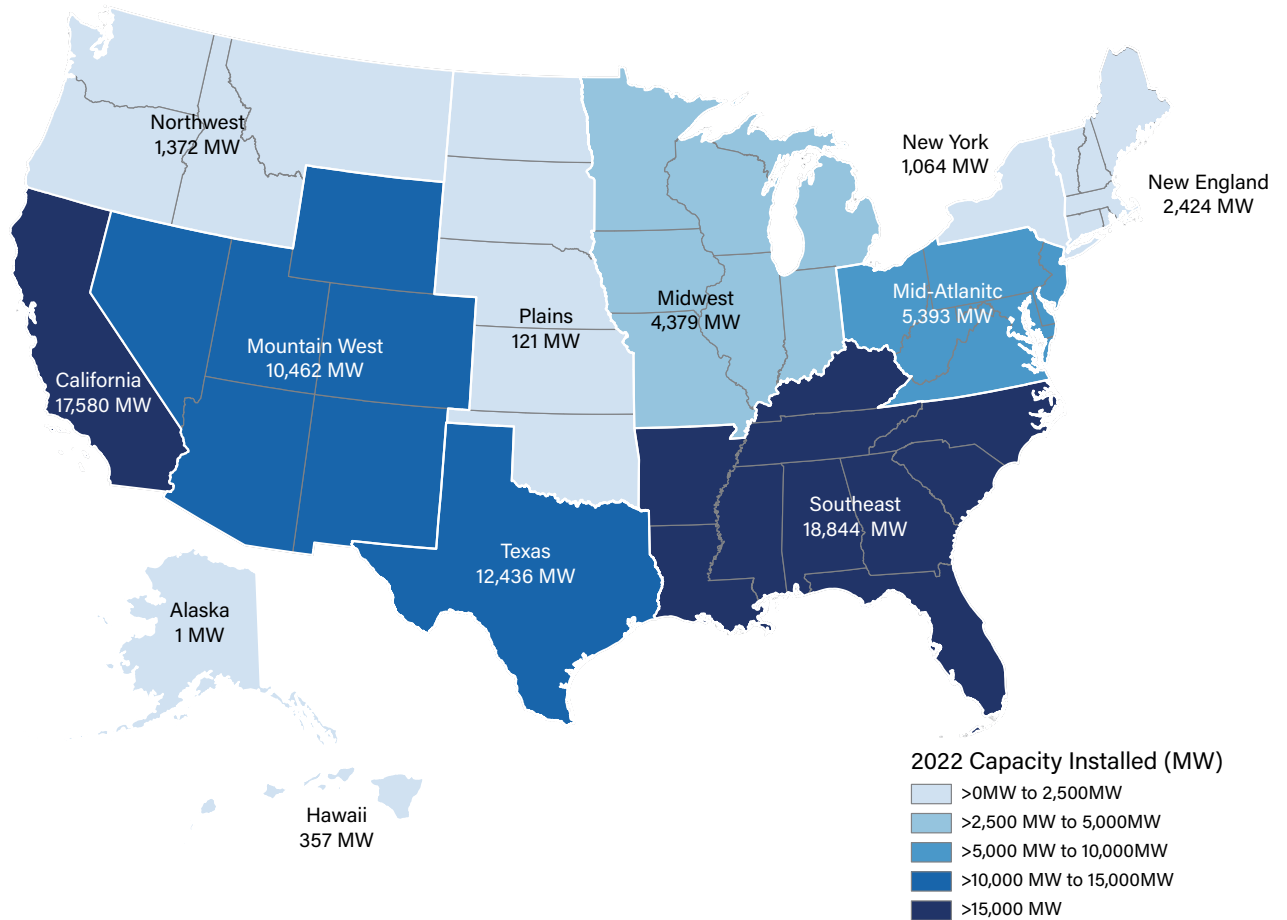 Northwest
1,372 MW
New York
1,064 MW
New England
2,424 MW
Mid-Atlanitc
5,393 MW
Midwest
4,379 MW
Plains
121 MW
Mountain West
10,462 MW
California
17,580 MW
Southeast
18,844 MW
Texas
12,436 MW
Alaska
1 MW
Hawaii
357 MW
2022 Capacity Installed (MW)
>0MW to 2,500MW
>2,500 MW to 5,000MW
>5,000 MW to 10,000MW
>10,000 MW to 15,000MW
>15,000 MW